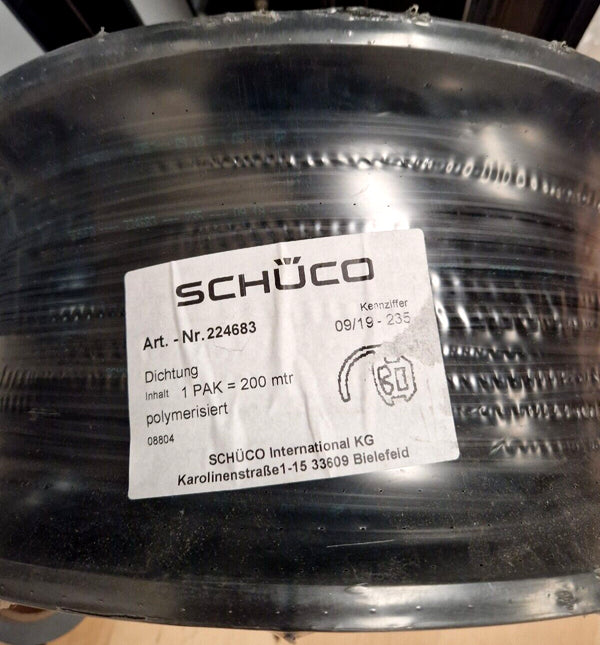 SCHÜCO
Art. - Nr. 224683
Kennziffer
09/19 - 235
Dichtung
Inhalt 1 PAK = 200 mtr
polymerisiert
08804
SCHÜCO International KG
Karolinenstraße1-15 33609 Bielefeld